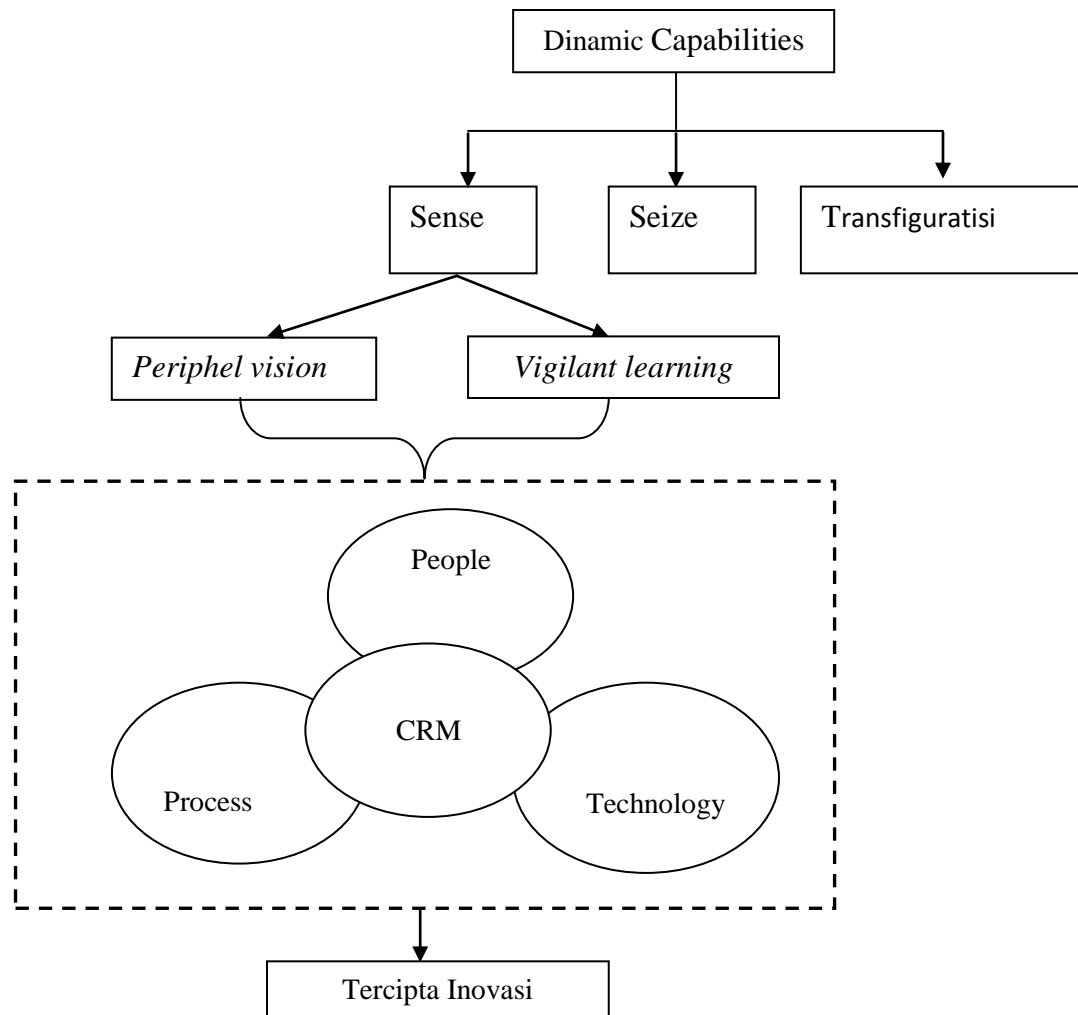 Dinamic Capabilities
Sense
Seize
Transfiguratisi
Periphel vision
Vigilant learning
People
CRM
Process
Technology
Tercipta Inovasi